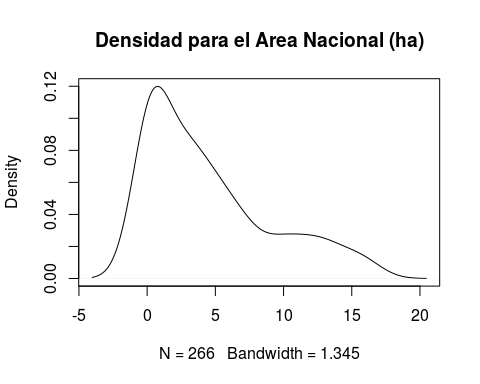 Densidad para el Area Nacional (ha)
Density
0.12
0.08
0.04
0.00
-5 0 5 10 15 20
N = 266 Bandwidth = 1.345